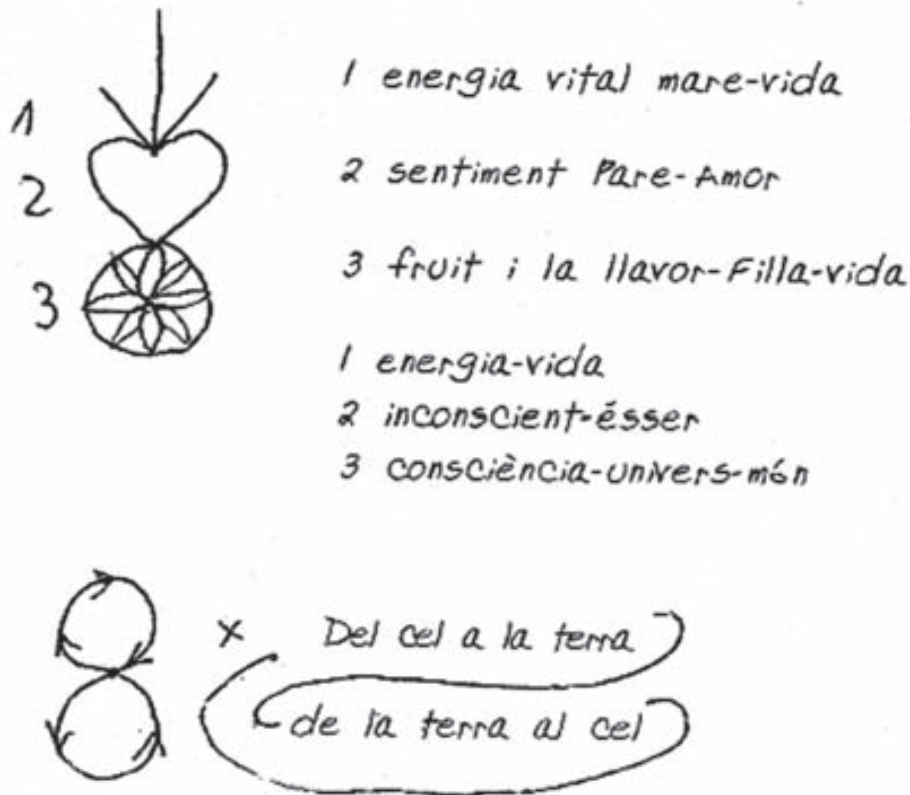 1
2
3
1 energia vital mare-vida
2 sentiment Pare-Amor
3 fruit i la llavor-Filla-vida
1 energia-vida
2 inconscient-ésser
3 consciència-univers-món
x Del cel a la terra
de la terra al cel